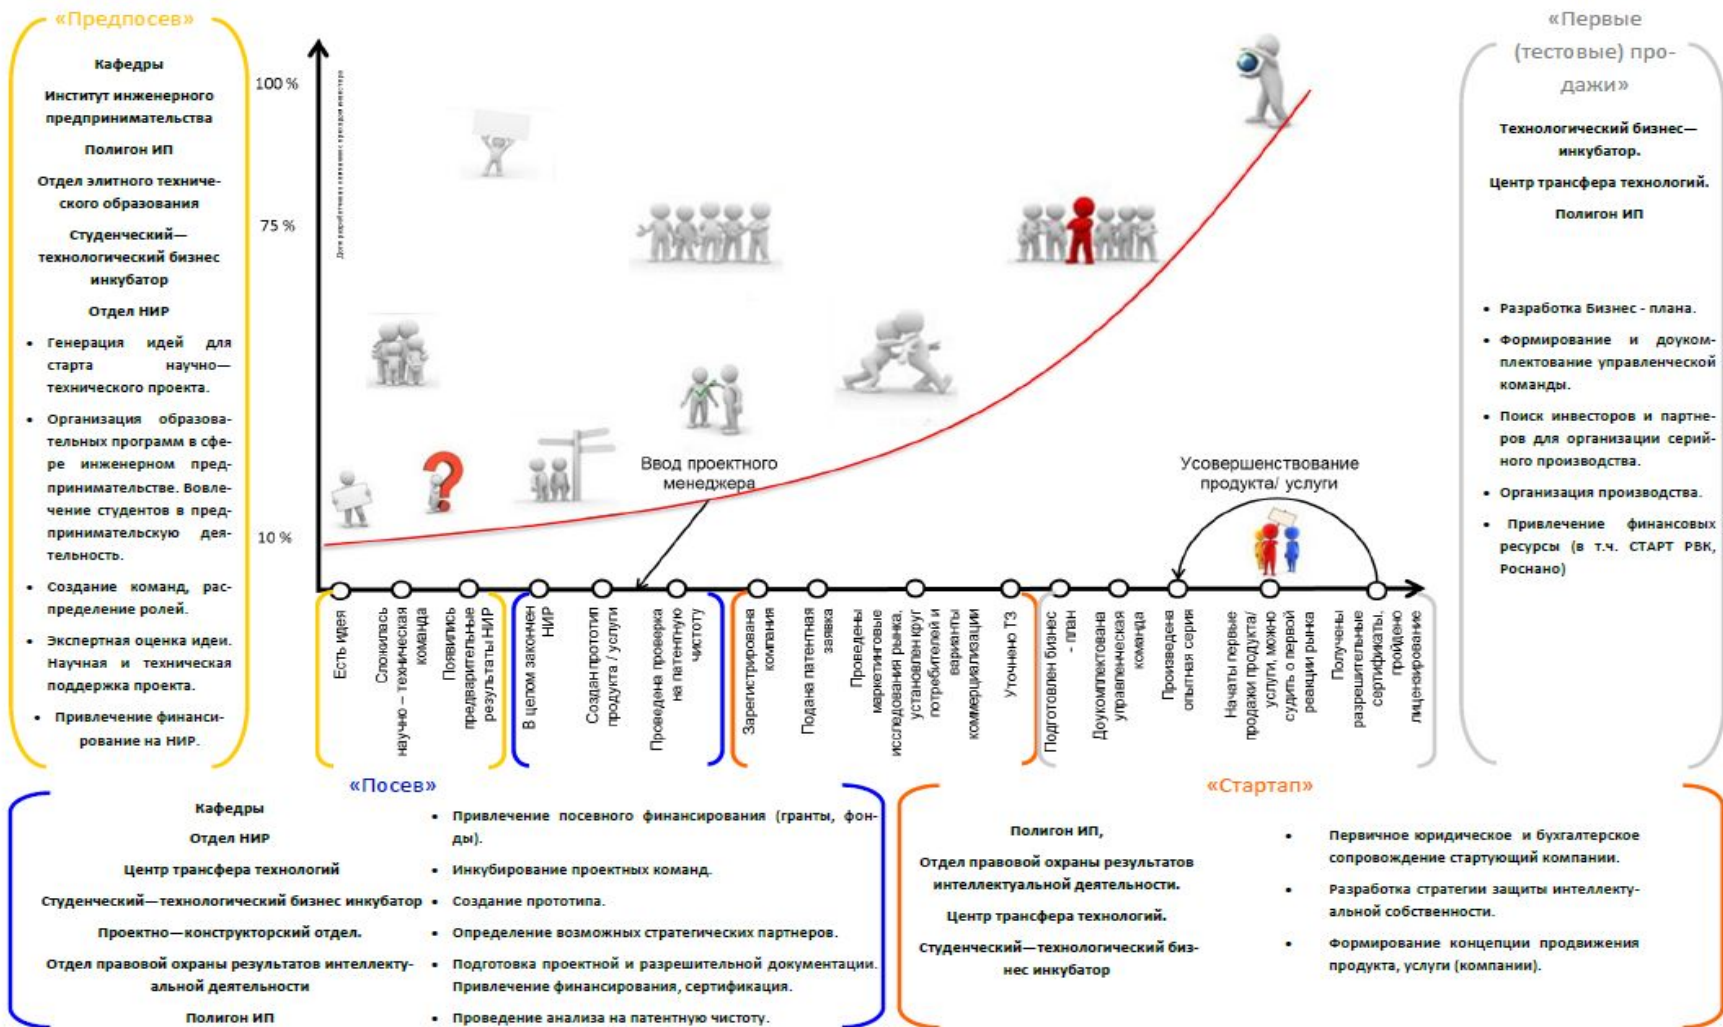 «Предпосев»
Кафедры
Институт инженерного
предпринимательства
Полигон ИП
Отдел элитного техниче-
ского образования
Студенческий—
технологический бизнес
инкубатор
Отдел НИР
• Генерация идей для
старта научно—
технического проекта.
• Организация образова-
тельных программ в сфе-
ре инженерном пред-
принимательстве. Вовле-
чение студентов в пред-
принимательскую дея-
тельность.
• Создание команд, рас-
пределение ролей.
• Экспертная оценка идеи.
Научная и техническая
поддержка проекта.
• Привлечение финанси-
рование на НИР.
100 %
75 %
10 %
Ввод проектного
менеджера
Усовершенствование
продукта/ услуги
Есть идея
Сложилась
научно – техническая
команда
Появились
предварительные
результаты НИР
В целом закончен
НИР
Создан прототип
продукта / услуги
Проведена проверка
на патентную
чистоту
Зарегистрирована
компания
Подана патентная
заявка
Проведены
маркетинговые
исследования рынка,
установлен круг
потребителей и
варианты
коммерциализации
Уточнено ТЗ
Подготовлен бизнес
- план
Доукомплектована
управленческая
команда
Произведена
опытная серия
Начаты первые
продажи продукта/
услуги, можно
судить о первой
реакции рынка
Получены
разрешительные
сертификаты,
пройдено
лицензирование
«Первые
(тестовые) про-
дажи»
Технологический бизнес—
инкубатор.
Центр трансфера технологий.
Полигон ИП
• Разработка Бизнес - плана.
• Формирование и доуком-
плектование управленческой
команды.
• Поиск инвесторов и партне-
ров для организации серий-
ного производства.
• Организация производства.
• Привлечение финансовых
ресурсы (в т.ч. СТАРТ РВК,
Роснано)
«Посев»
Кафедры
Отдел НИР
Центр трансфера технологий
Студенческий—технологический бизнес инкубатор
Проектно—конструкторский отдел.
Отдел правовой охраны результатов интеллекту-
альной деятельности
Полигон ИП
• Привлечение посевного финансирования (гранты, фон-
ды).
• Инкубирование проектных команд.
• Создание прототипа.
• Определение возможных стратегических партнеров.
• Подготовка проектной и разрешительной документации.
Привлечение финансирования, сертификация.
• Проведение анализа на патентную чистоту.
«Стартап»
Полигон ИП,
Отдел правовой охраны результатов
интеллектуальной деятельности.
Центр трансфера технологий.
Студенческий—технологический биз-
нес инкубатор
• Первичное юридическое и бухгалтерское
сопровождение стартующий компании.
• Разработка стратегии защиты интеллекту-
альной собственности.
• Формирование концепции продвижения
продукта, услуги (компании).